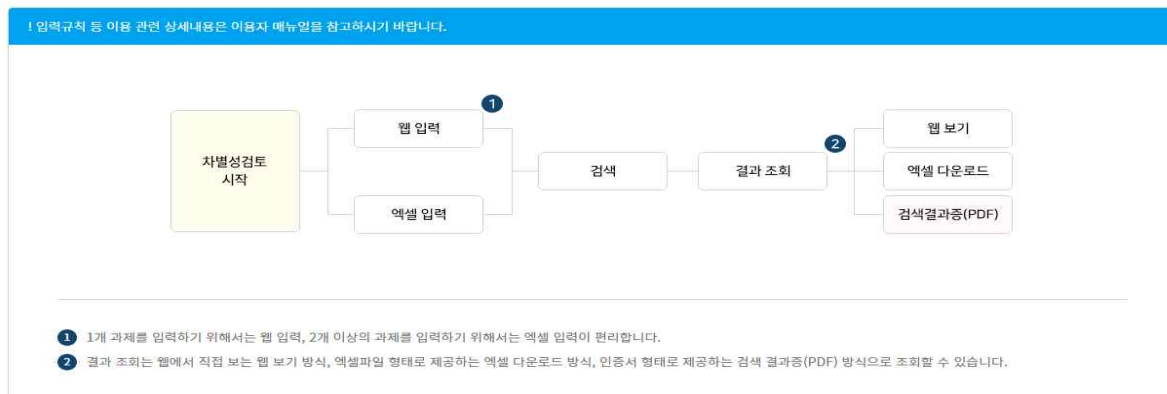 ! 입력규칙 등 이용 관련 상세내용은 이용자 매뉴얼을 참고하시기 바랍니다.
차별성검토
시작
1
웹 입력
엑셀 입력
검색
결과 조회
2
웹 보기
엑셀 다운로드
검색결과증(PDF)
1 1개 과제를 입력하기 위해서는 웹 입력, 2개 이상의 과제를 입력하기 위해서는 엑셀 입력이 편리합니다.
2 결과 조회는 웹에서 직접 보는 웹 보기 방식, 엑셀파일 형태로 제공하는 엑셀 다운로드 방식, 인증서 형태로 제공하는 검색 결과증(PDF) 방식으로 조회할 수 있습니다.